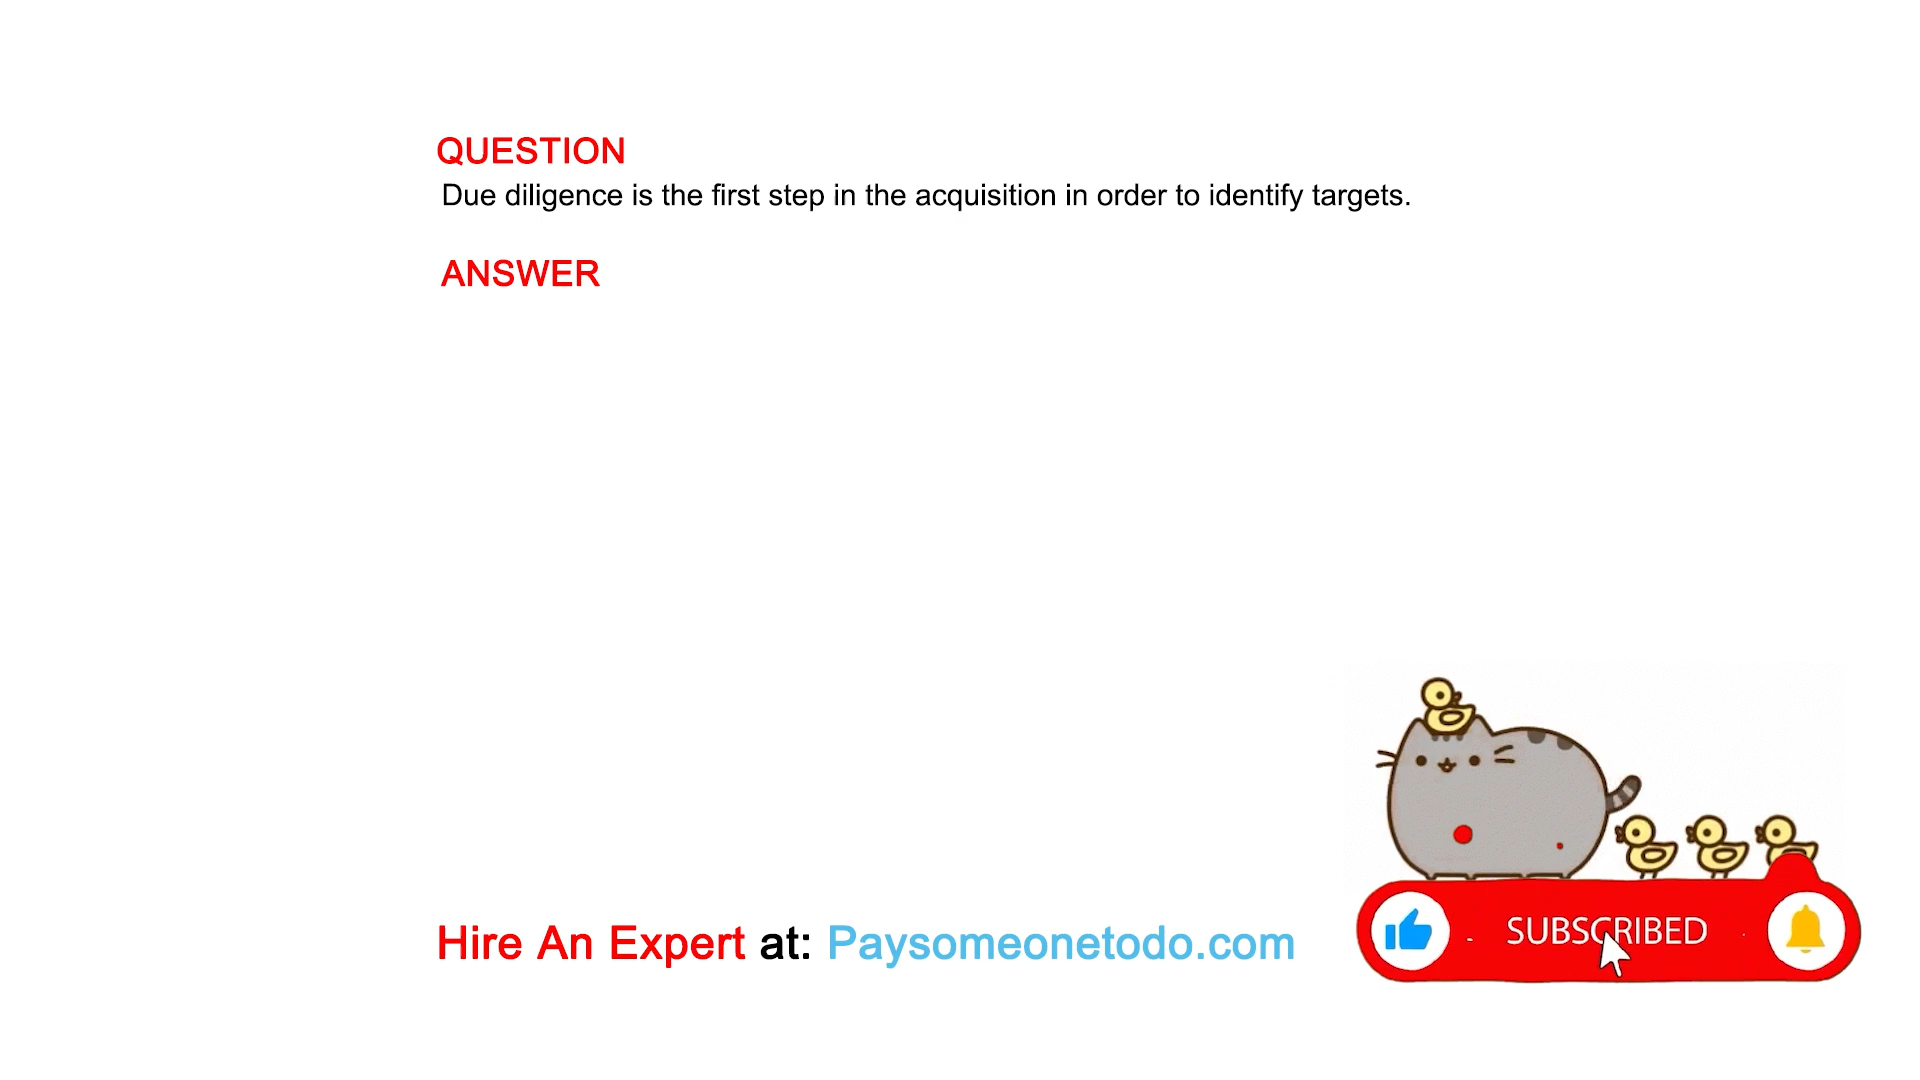 QUESTION
Due diligence is the first step in the acquisition in order to identify targets.
ANSWER
Hire An Expert at: Paysomeonetodo.com
SUBSCRIBED